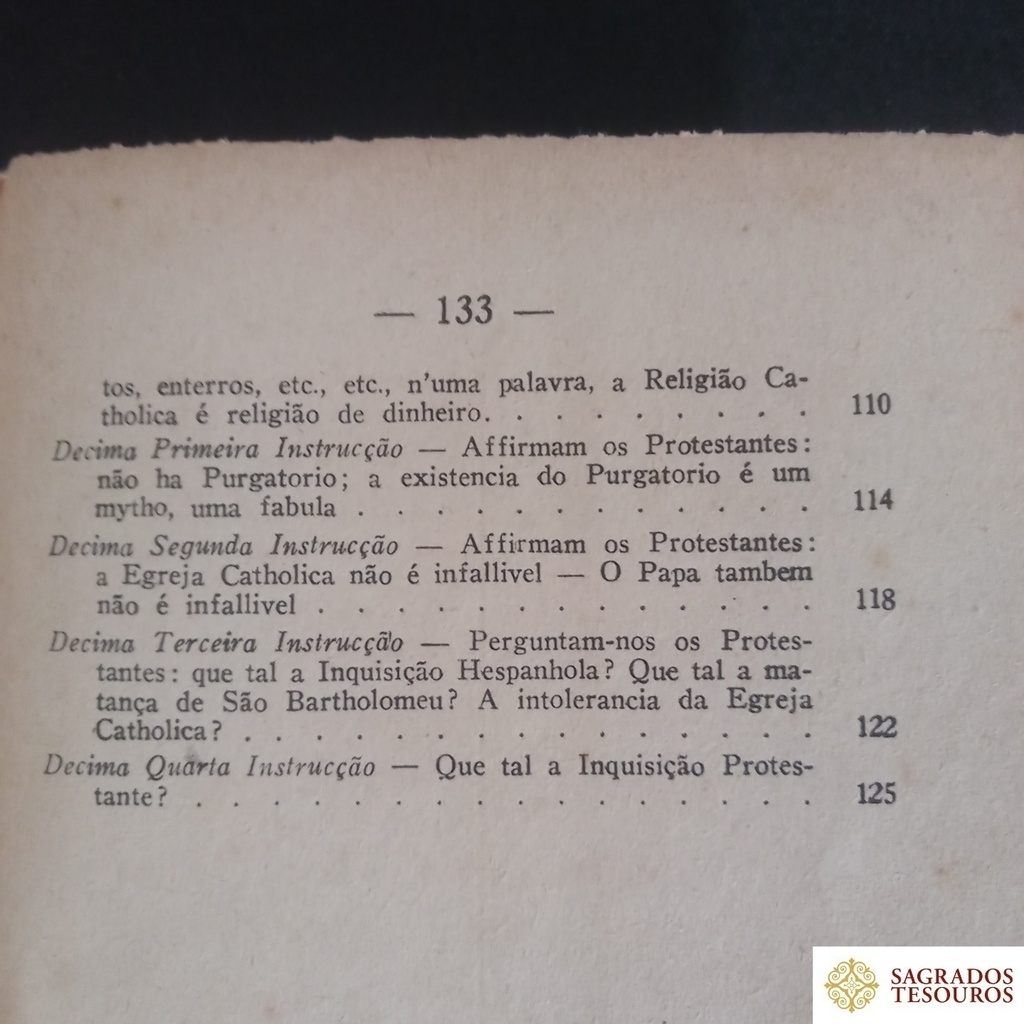 — 133 —
tos, enterros, etc., etc., n'uma palavra, a Religião Ca-
tholica é religião de dinheiro. . . . . . . . . 110
Decima Primeira Instrucção — Affirmam os Protestantes:
não ha Purgatorio; a existencia do Purgatorio é um
mytho, uma fabula . . . . . . . . . . . . 114
Decima Segunda Instrucção — Affirmam os Protestantes:
a Egreja Catholica não é infallivel — O Papa tambem
não é infallivel . . . . . . . . . . . . . 118
Decima Terceira Instrucção — Perguntam-nos os Protes-
tantes: que tal a Inquisição Hespanhola? Que tal a ma-
tança de São Bartholomeu? A intolerancia da Egreja
Catholica? . . . . . . . . . . . . . . . 122
Decima Quarta Instrucção — Que tal a Inquisição Protes-
tante? . . . . . . . . . . . . . . . . 125
SAGRADOS
TESOUROS